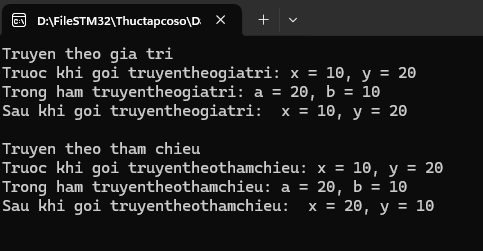 D:\FileSTM32\Thuctapcoso\Da
Truyen theo gia tri
Truoc khi goi truyentheogiatri: x = 10, y = 20
Trong ham truyentheogiatri: a = 20, b = 10
Sau khi goi truyentheogiatri:  x = 10, y = 20
Truyen theo tham chieu
Truoc khi goi truyentheothamchieu: x = 10, y = 20
Trong ham truyentheothamchieu: a = 20, b = 10
Sau khi goi truyentheothamchieu:  x = 20, y = 10